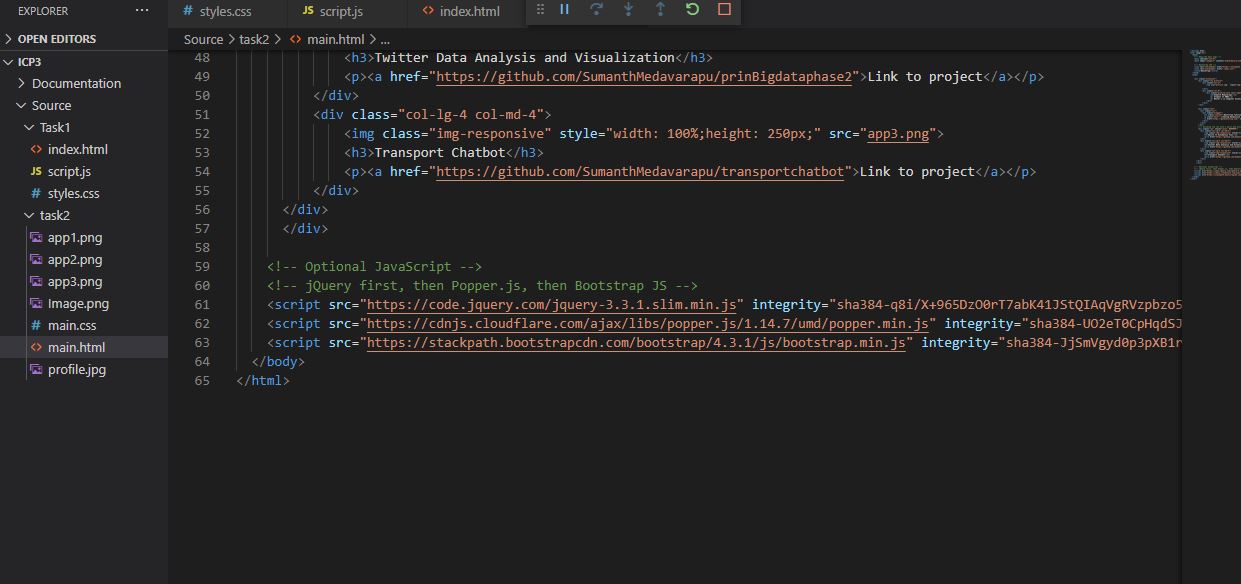 EXPLORER
...
styles.css
JS script.js
index.html
OPEN EDITORS
Source > task2 > main.html > ...
ICP3
Documentation
Source
Task1
index.html
JS script.js
# styles.css
task2
app1.png
app2.png
app3.png
Image.png
# main.css
main.html
profile.jpg
48 <h3>Twitter Data Analysis and Visualization</h3>
49 <p><a href="https://github.com/SumanthMedavarapu/prinBigdataphase2">Link to project</a></p>
50 </div>
51 <div class="col-lg-4 col-md-4">
52 <img class="img-responsive" style="width: 100%;height: 250px;" src="app3.png">
53 <h3>Transport Chatbot</h3>
54 <p><a href="https://github.com/SumanthMedavarapu/transportchatbot">Link to project</a></p>
55 </div>
56 </div>
57 </div>
58
59 <!-- Optional JavaScript -->
60 <!-- jQuery first, then Popper.js, then Bootstrap JS -->
61 <script src="https://code.jquery.com/jquery-3.3.1.slim.min.js" integrity="sha384-q8i/X+965DzO0rT7abK41JStQIAqVgRVzpbzo5
62 <script src="https://cdnjs.cloudflare.com/ajax/libs/popper.js/1.14.7/umd/popper.min.js" integrity="sha384-UO2eT0CpHqdSJ
63 <script src="https://stackpath.bootstrapcdn.com/bootstrap/4.3.1/js/bootstrap.min.js" integrity="sha384-JjSmVgyd0p3pXB1r
64 </body>
65 </html>